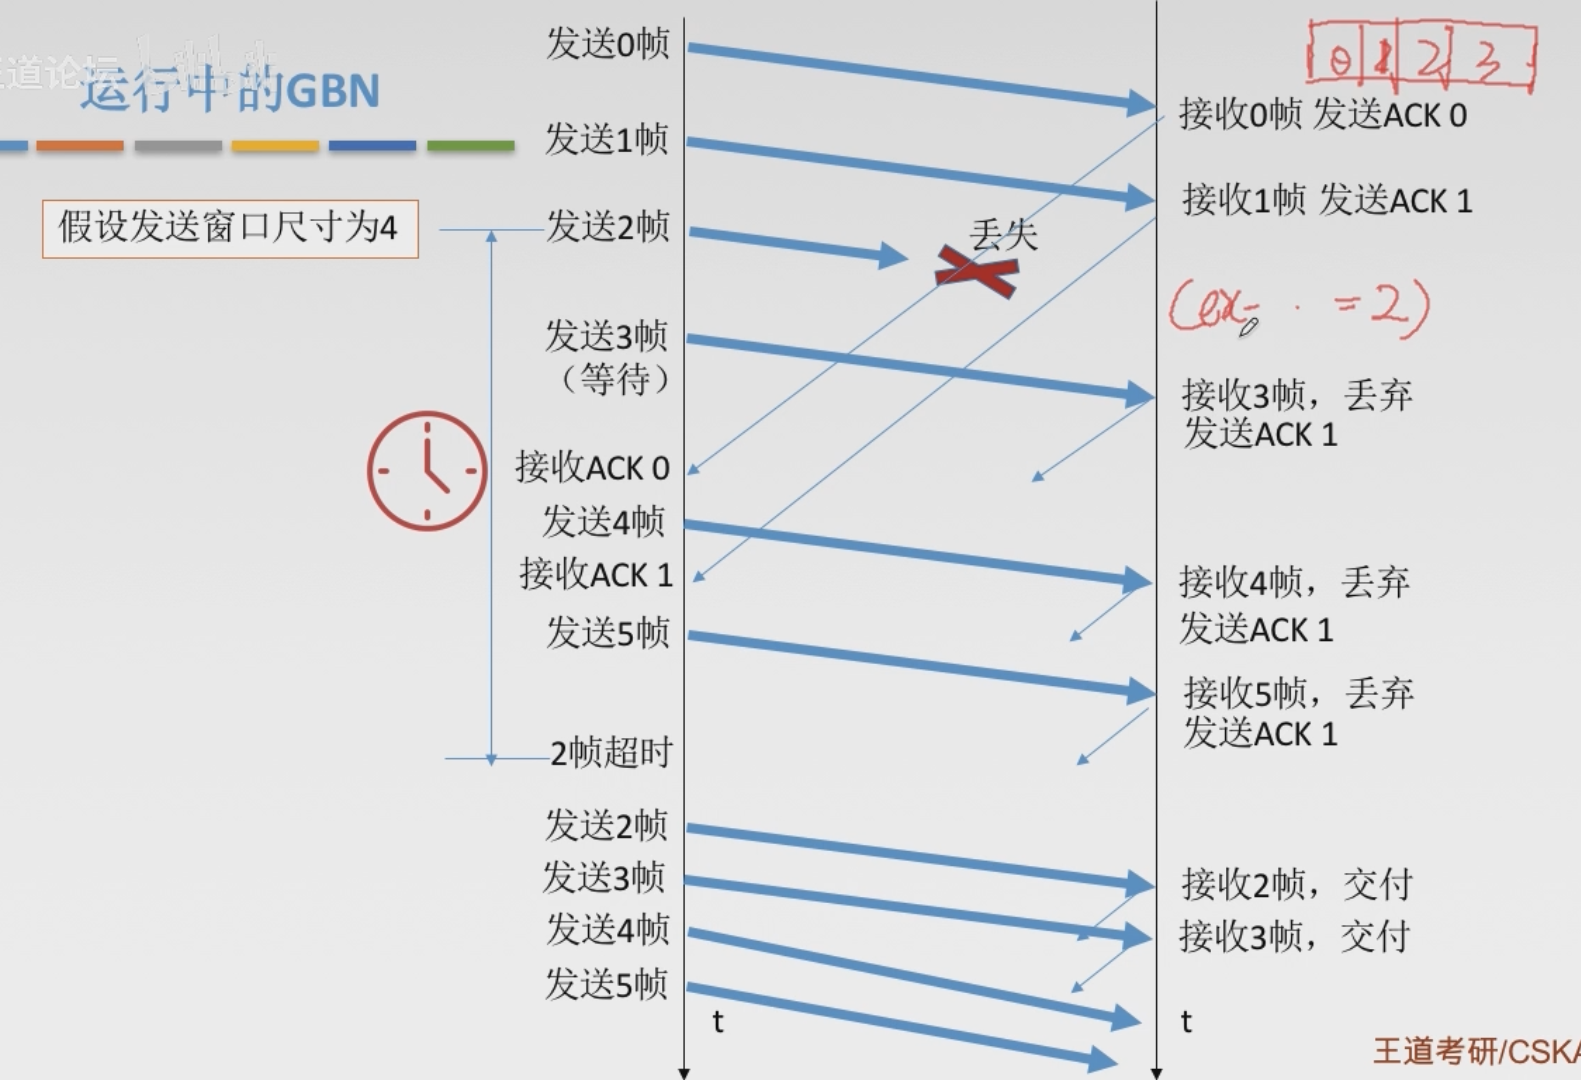 王道论坛
运行中的GBN
假设发送窗口尺寸为4
发送0帧
发送1帧
发送2帧
发送3帧
（等待）
接收ACK 0
发送4帧
接收ACK 1
发送5帧
2帧超时
发送2帧
发送3帧
发送4帧
发送5帧
t
丢失
0 1 2 3
接收0帧 发送ACK 0
接收1帧 发送ACK 1
(ex- · =2)
接收3帧，丢弃
发送ACK 1
接收4帧，丢弃
发送ACK 1
接收5帧，丢弃
发送ACK 1
接收2帧，交付
接收3帧，交付
t
王道考研/CSKA